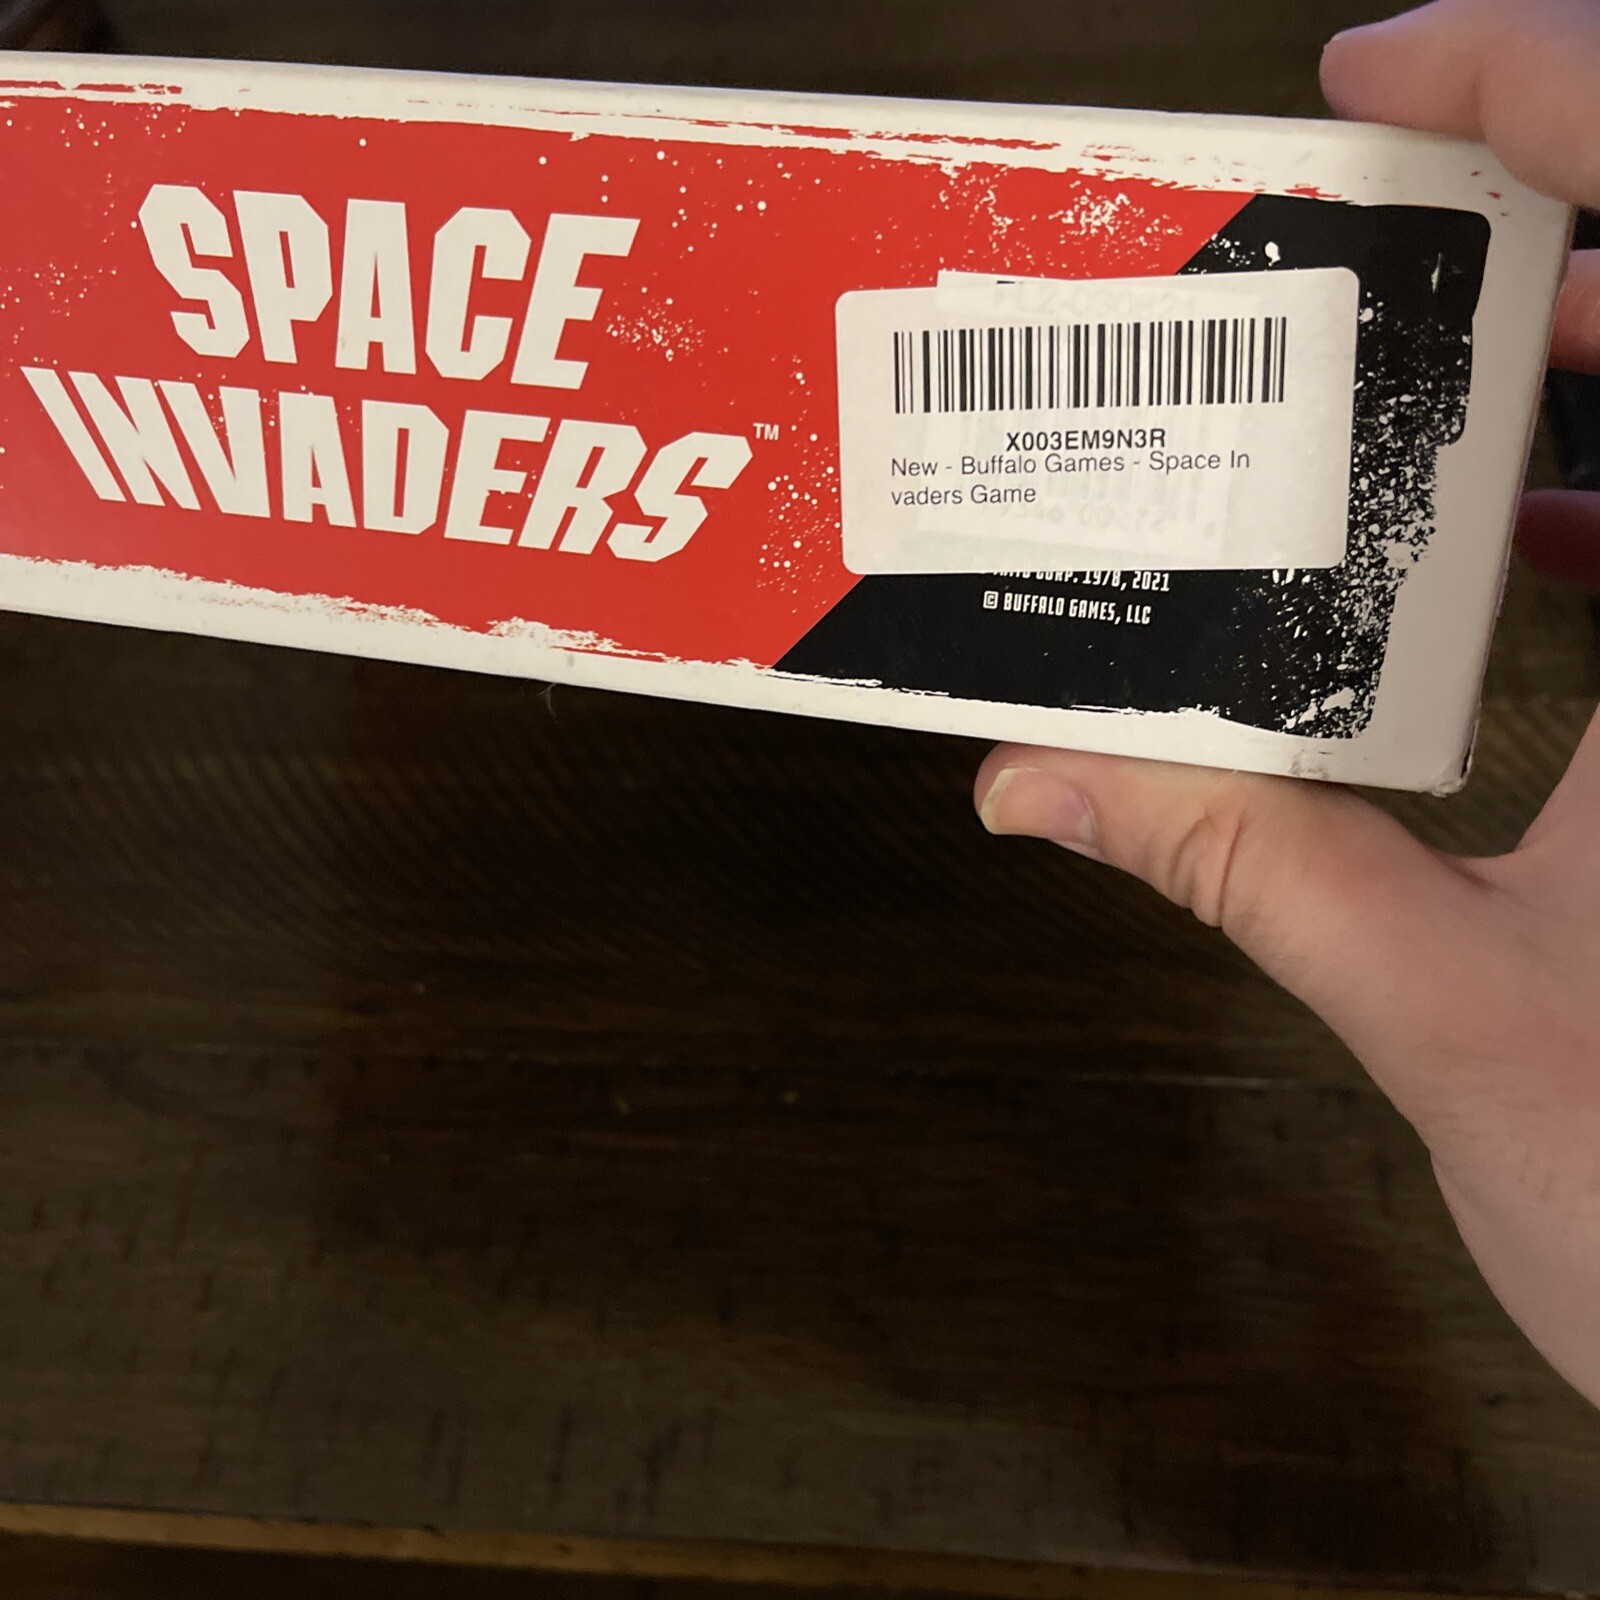 SPACE
INVADERS™
X003EM9N3R
New - Buffalo Games - Space In
vaders Game
CORP. 1978, 2021
© BUFFALO GAMES, LLC